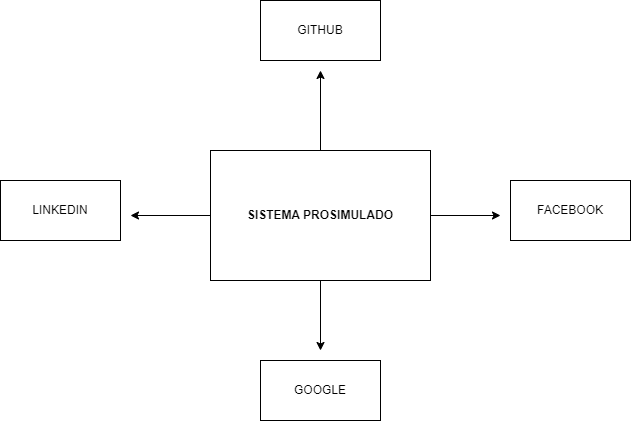 GITHUB
LINKEDIN
SISTEMA PROSIMULADO
FACEBOOK
GOOGLE